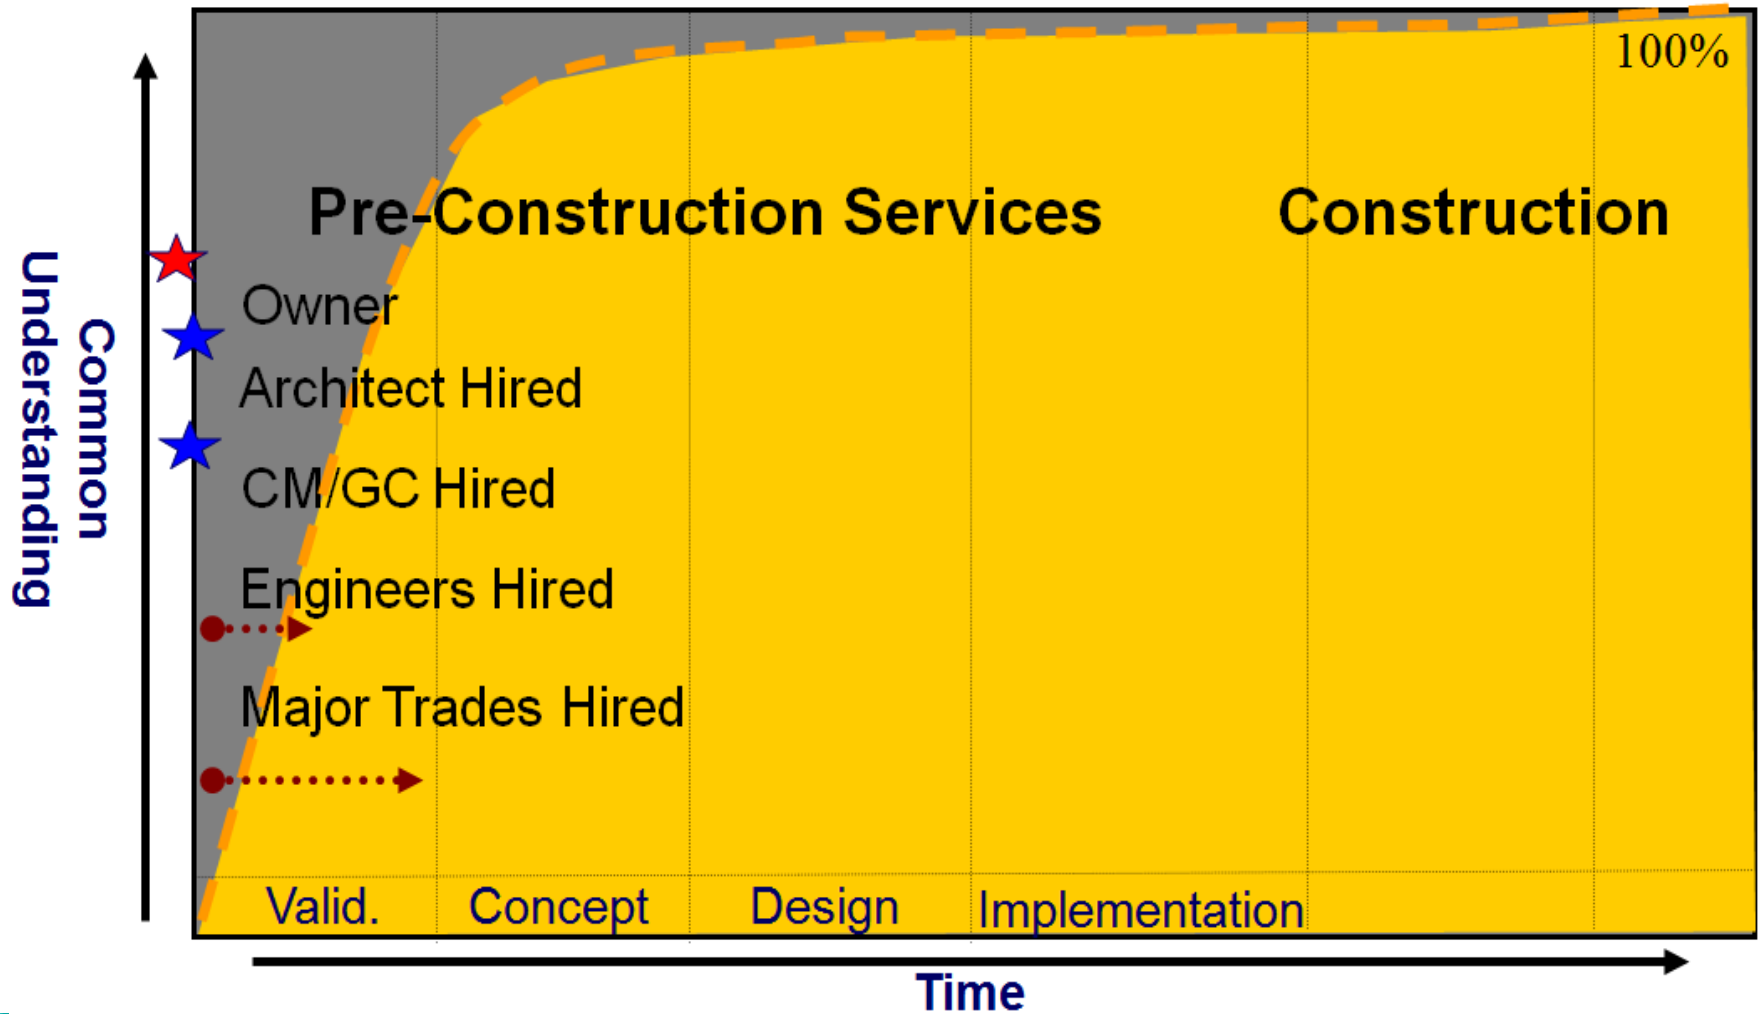 100%
Pre-Construction Services
Construction
Owner
Architect Hired
CM/GC Hired
Engineers Hired
Major Trades Hired
Common
Understanding
Valid.
Concept
Design
Implementation
Time